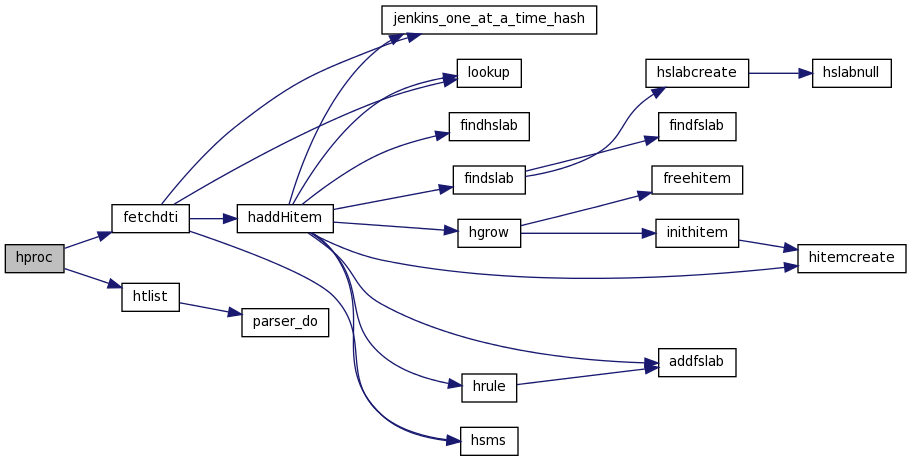 jenkins_one_at_a_time_hash
lookup
hslabcreate
hslabnull
findhslab
findfslab
findslab
freehitem
fetchdti
haddHitem
hgrow
inithitem
hproc
hitemcreate
htlist
parser_do
addfslab
hrule
hsms